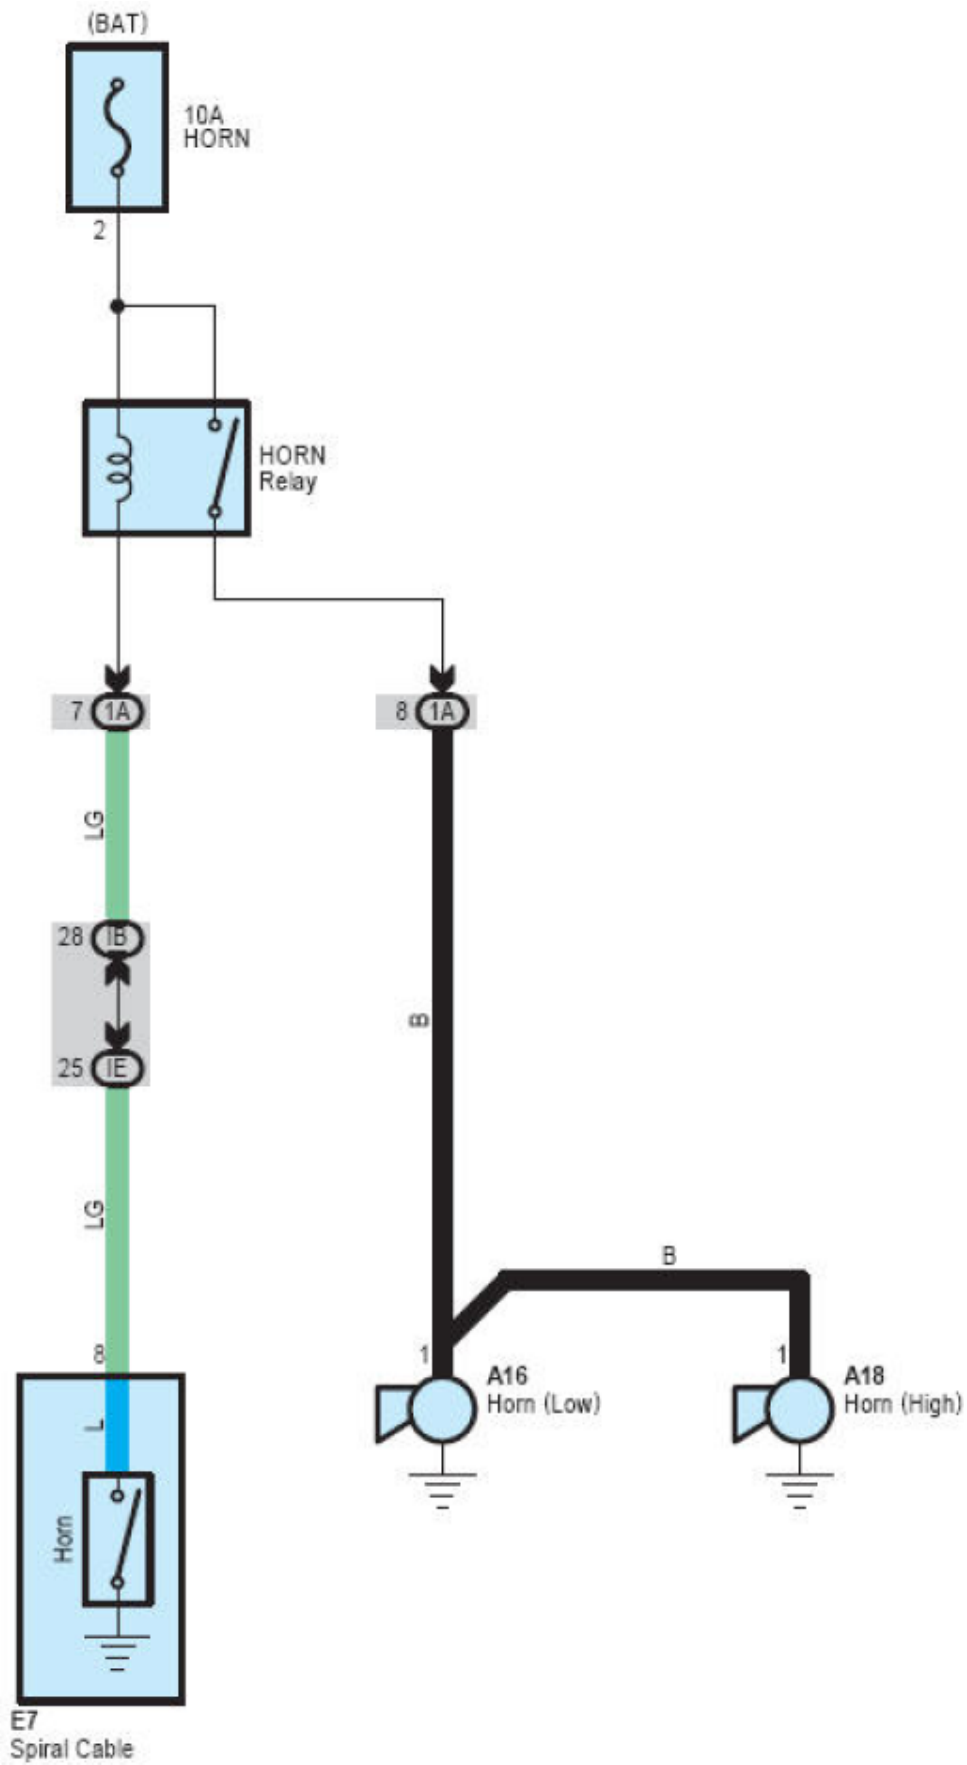 (BAT)
10A
HORN
2
HORN
Relay
7 1A
8 1A
LG
28 IB
B
25 IE
LG
B
8
1
A16
Horn (Low)
1
A18
Horn (High)
L
Horn
E7
Spiral Cable